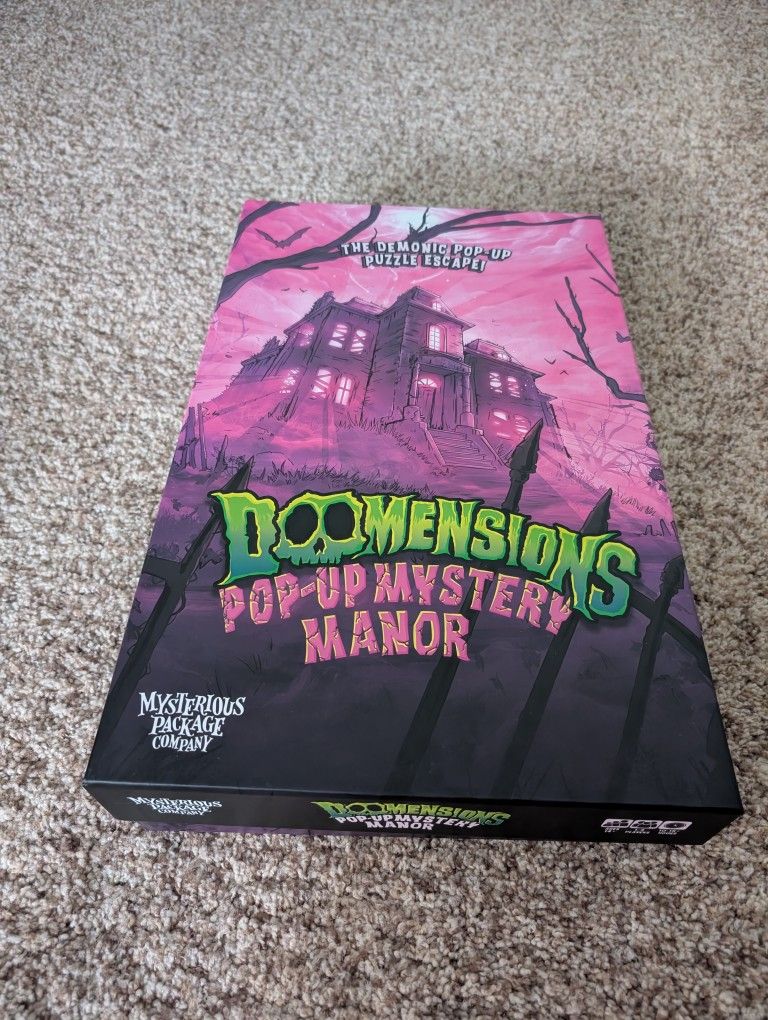 THE DEMONIC POP-UP
PUZZLE ESCAPE!
DOOMENSIONS
POP-UP MYSTERY
MANOR
MYSTERIOUS
PACKAGE
COMPANY
MYSTERIOUS
PACKAGE
COMPANY
DOOMENSIONS
POP-UP MYSTERY
MANOR